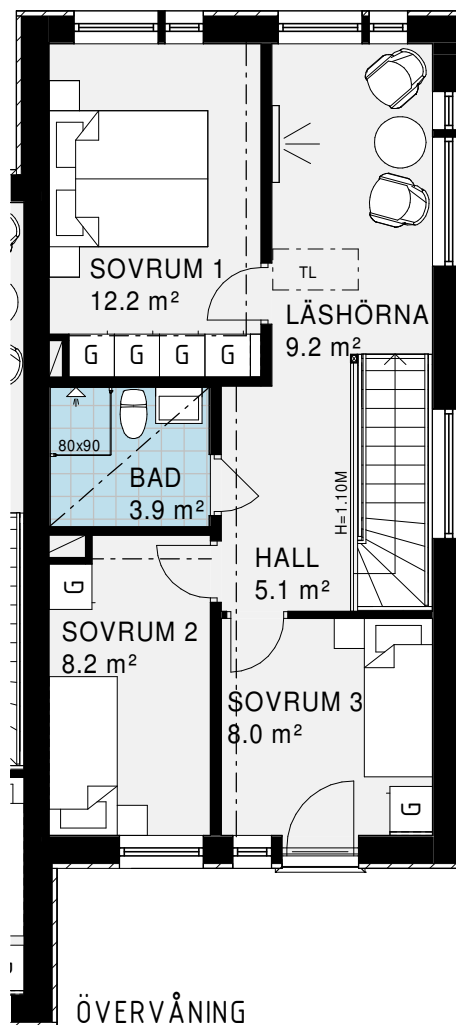 SOVRUM 1
12.2 m²
TL
LÄSHÖRNA
9.2 m²
G G G G
80x90
BAD
3.9 m²
H=1.10M
HALL
5.1 m²
G
SOVRUM 2
8.2 m²
SOVRUM 3
8.0 m²
G
ÖVERVÅNING